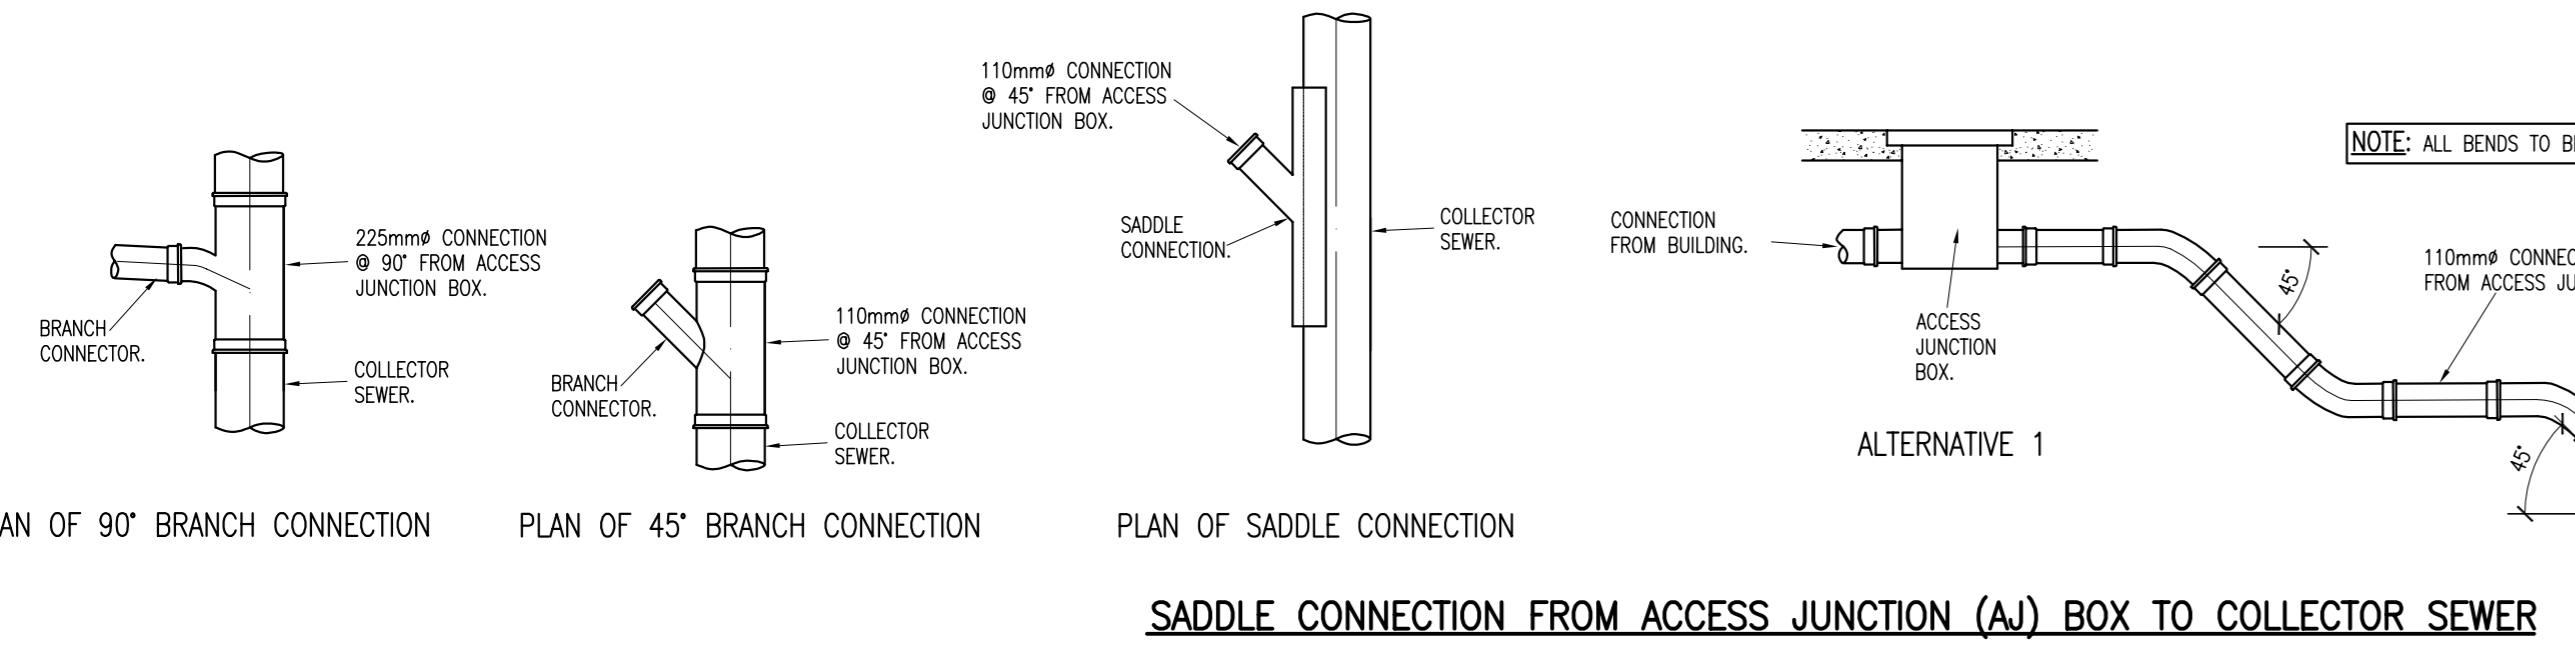 225mmø CONNECTION
@ 90° FROM ACCESS
JUNCTION BOX.
BRANCH
CONNECTOR.
COLLECTOR
SEWER.
OF 90° BRANCH CONNECTION
110mmø CONNECTION
@ 45° FROM ACCESS
JUNCTION BOX.
BRANCH
CONNECTOR.
COLLECTOR
SEWER.
PLAN OF 45° BRANCH CONNECTION
110mmø CONNECTION
@ 45° FROM ACCESS
JUNCTION BOX.
SADDLE
CONNECTION.
COLLECTOR
SEWER.
PLAN OF SADDLE CONNECTION
CONNECTION
FROM BUILDING.
ACCESS
JUNCTION
BOX.
ALTERNATIVE 1
NOTE: ALL BENDS TO
45°
110mmø
FROM ACCESS
45°
SADDLE CONNECTION FROM ACCESS JUNCTION (AJ) BOX TO COLLECTOR SEWER